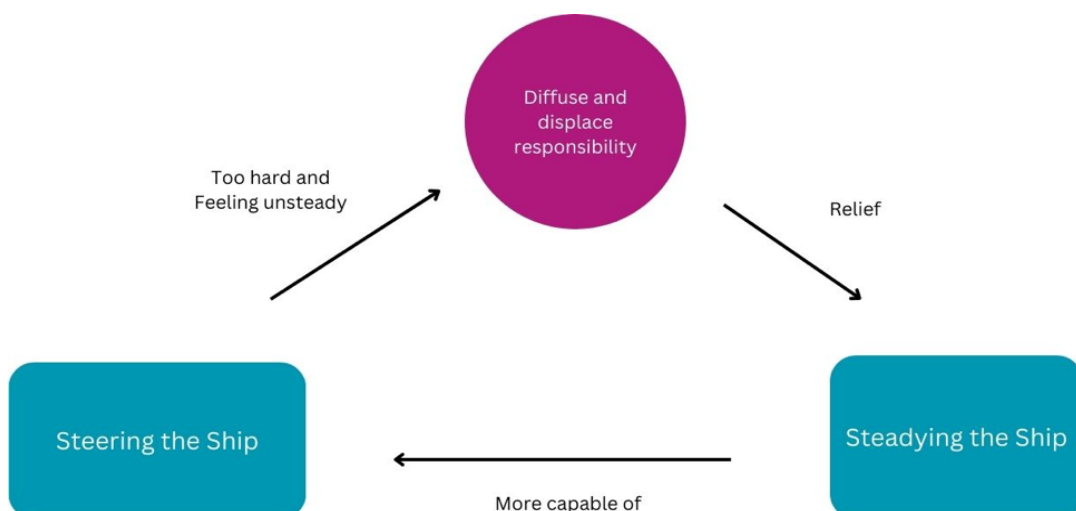 Diffuse and
displace
responsibility
Too hard and
Feeling unsteady
Relief
Steering the Ship
Steadying the Ship
More capable of